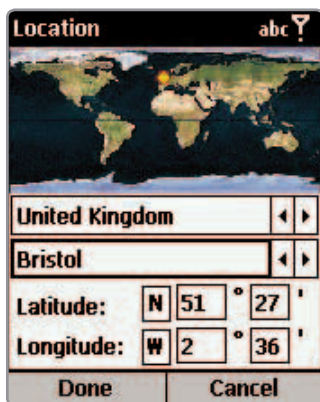 Location abc
United Kingdom
Bristol
Latitude: N 51 ° 27 '
Longitude: W 2 ° 36 '
Done Cancel